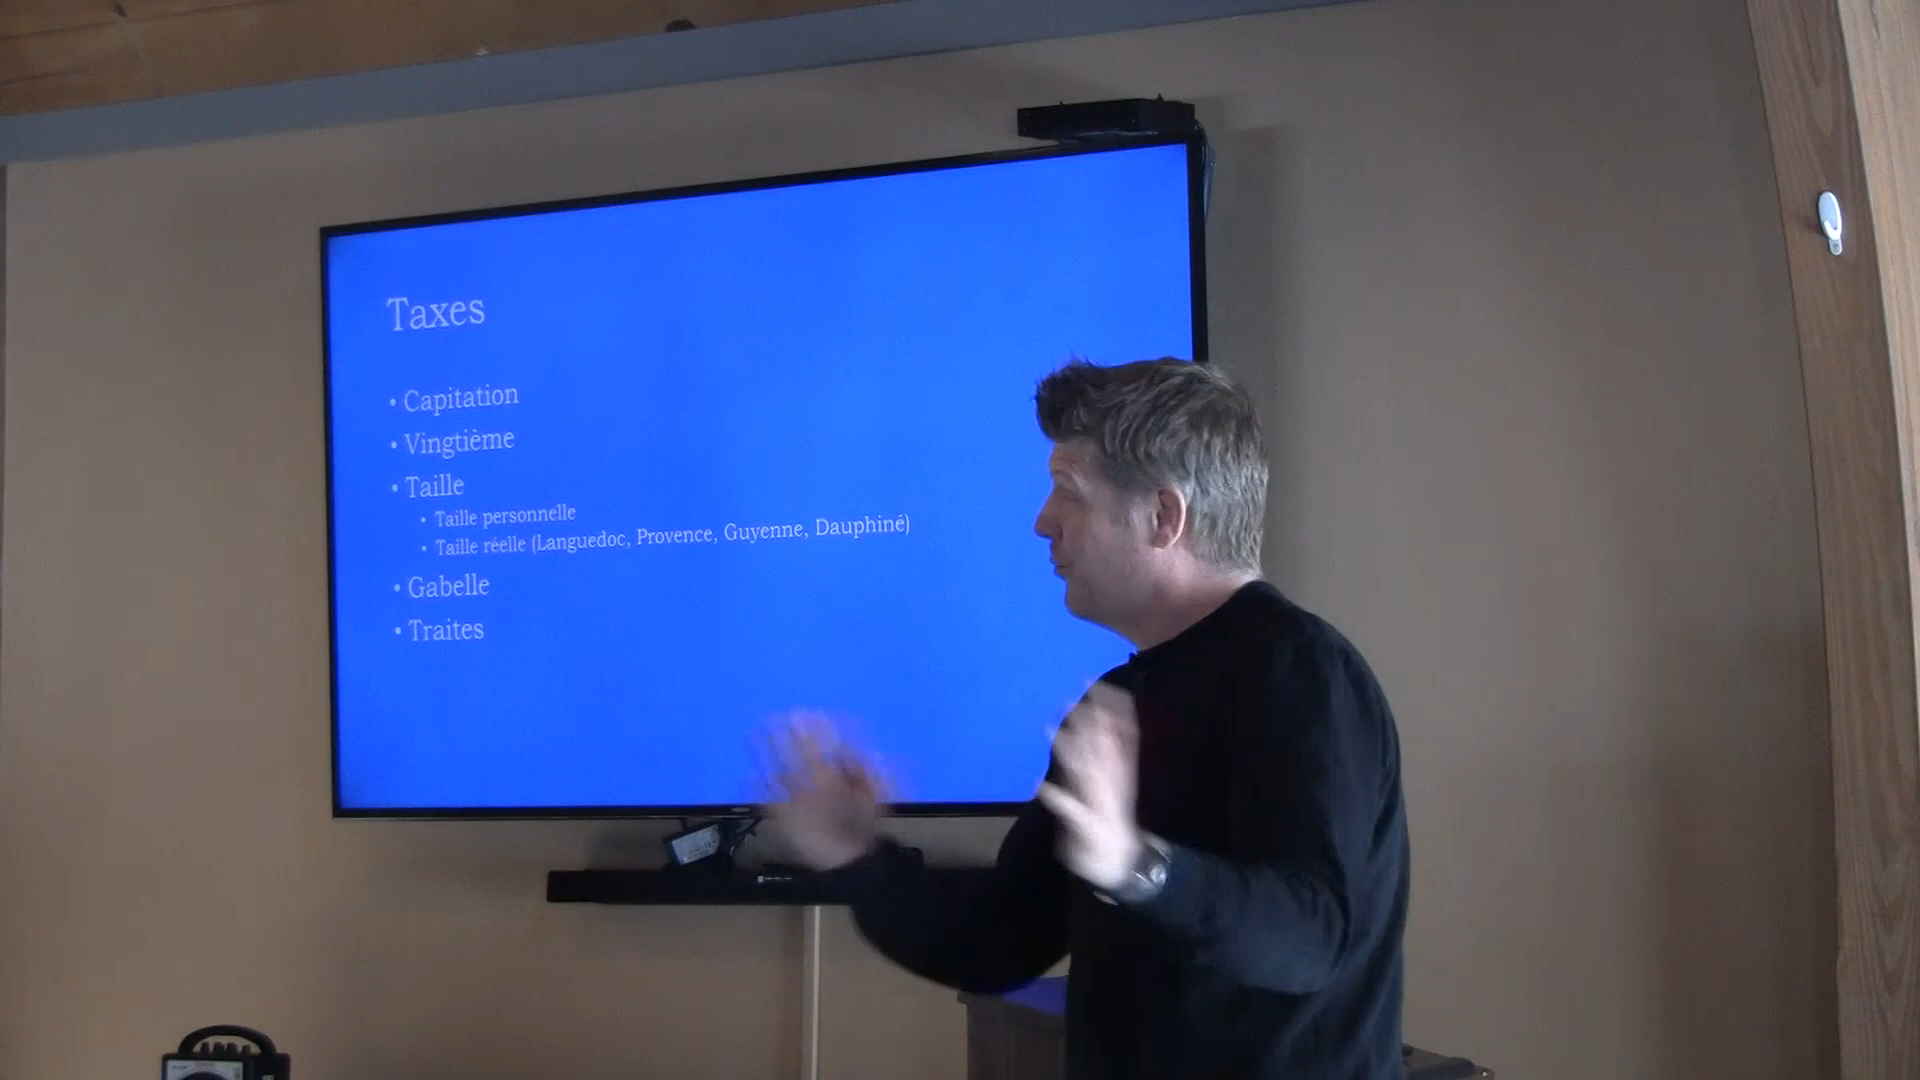 Taxes
• Capitation
• Vingtième
• Taille
• Taille personnelle
• Taille réelle (Languedoc, Provence, Guyenne, Dauphiné)
• Gabelle
• Traites